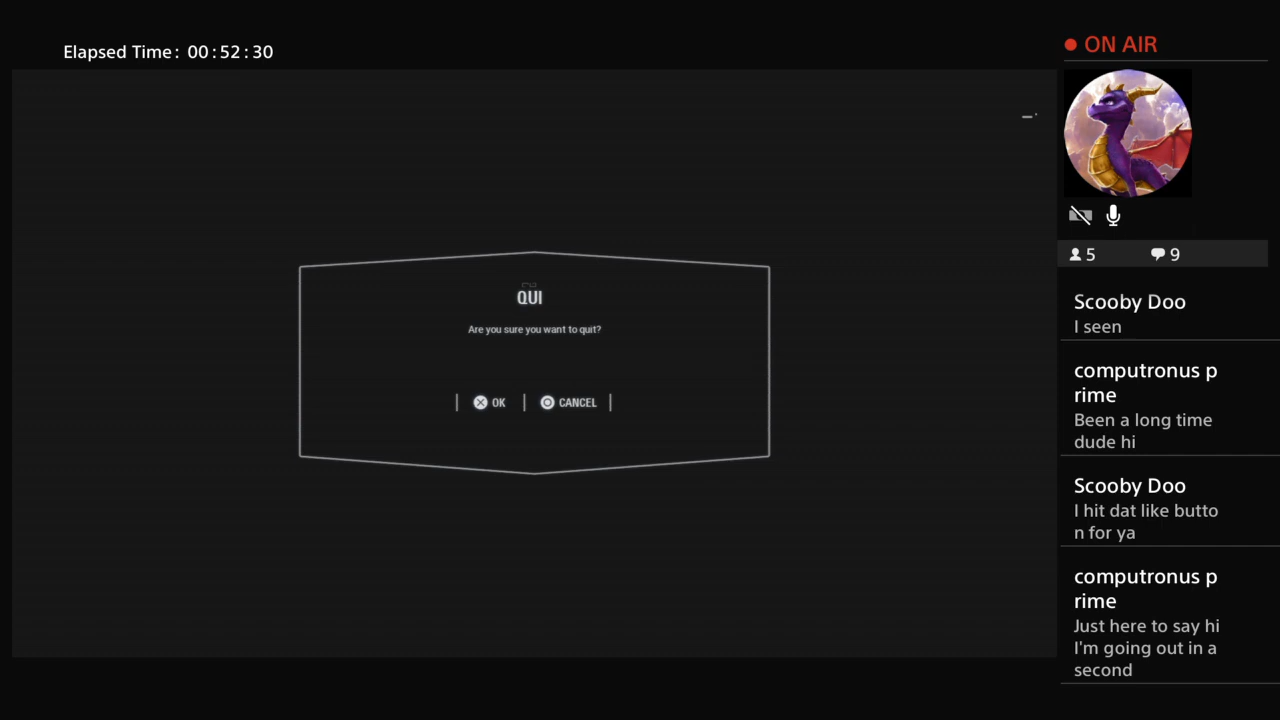 Elapsed Time: 00:52:30
ON AIR
5 9
QUI
Are you sure you want to quit?
OK CANCEL
Scooby Doo
I seen
computronus p
rime
Been a long time
dude hi
Scooby Doo
I hit dat like butto
n for ya
computronus p
rime
Just here to say hi
I'm going out in a
second